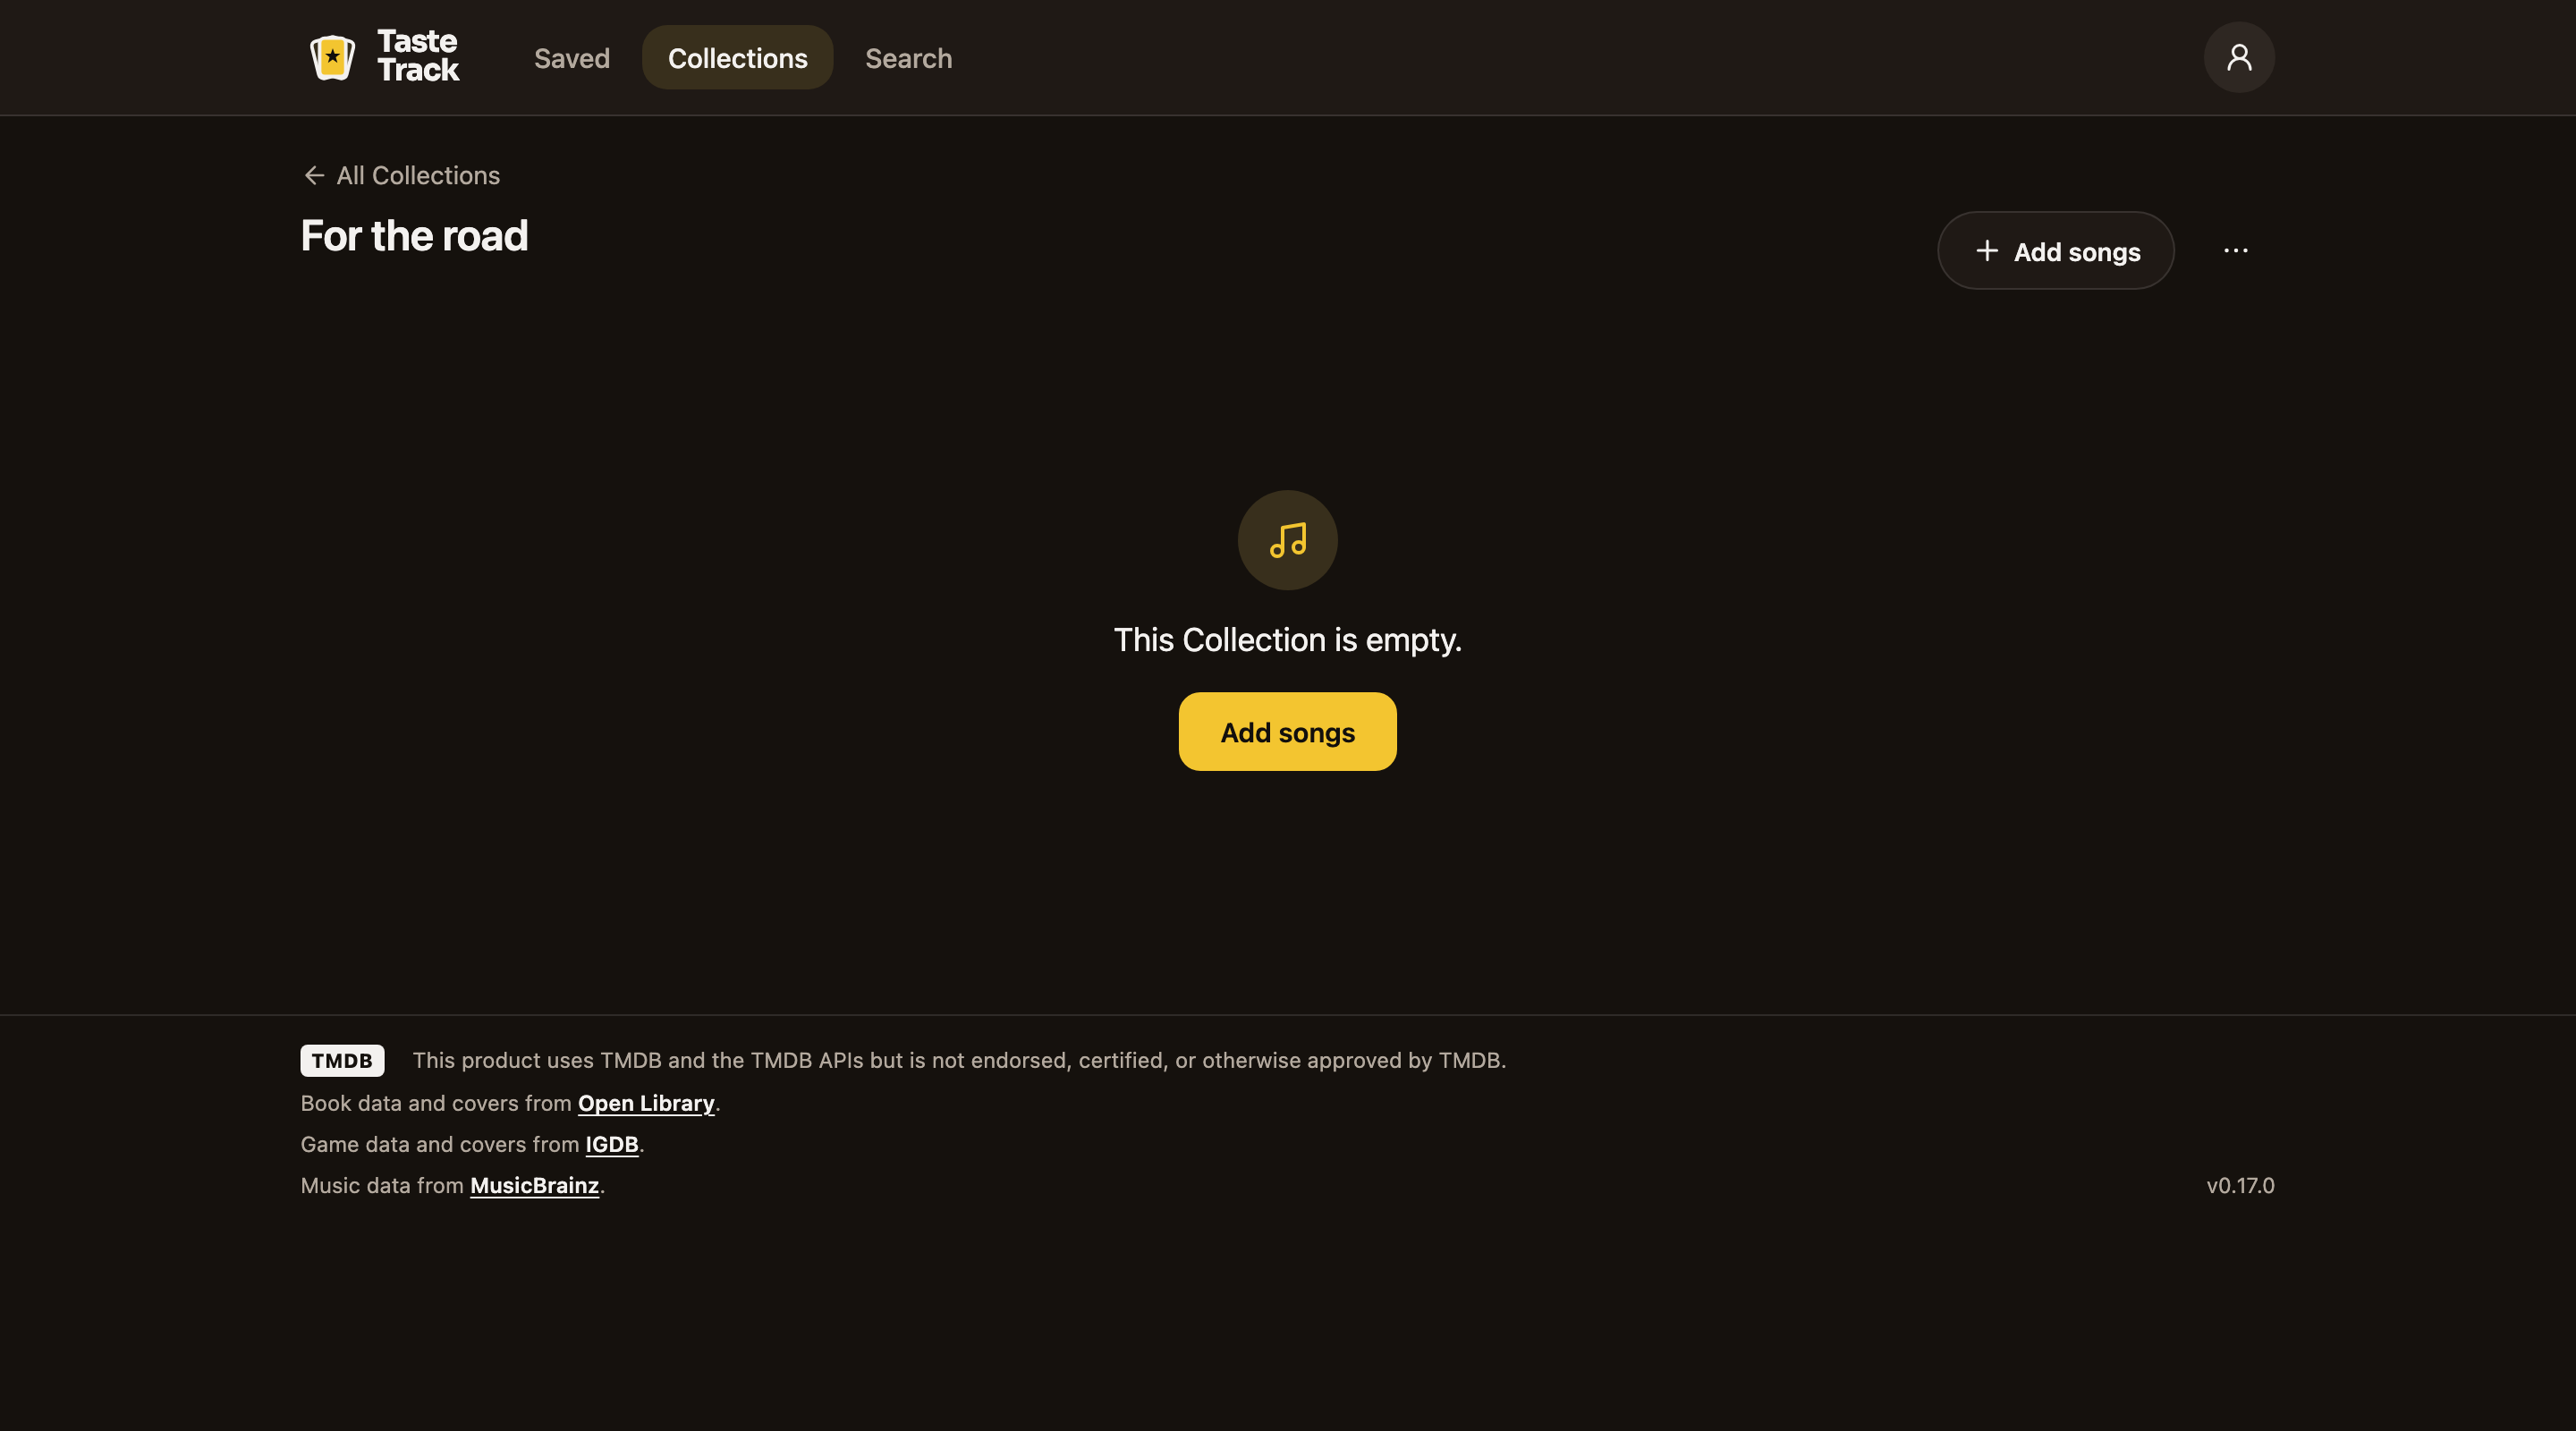 Taste
Track
Saved
Collections
Search
All Collections
For the road
Add songs
This Collection is empty.
Add songs
TMDB This product uses TMDB and the TMDB APIs but is not endorsed, certified, or otherwise approved by TMDB.
Book data and covers from Open Library.
Game data and covers from IGDB.
Music data from MusicBrainz.
v0.17.0